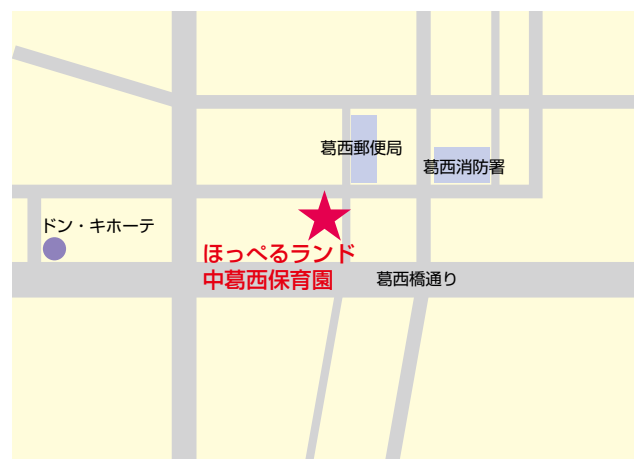 葛西郵便局
葛西消防署
ドン・キホーテ
ほっぺるランド
中葛西保育園
葛西橋通り